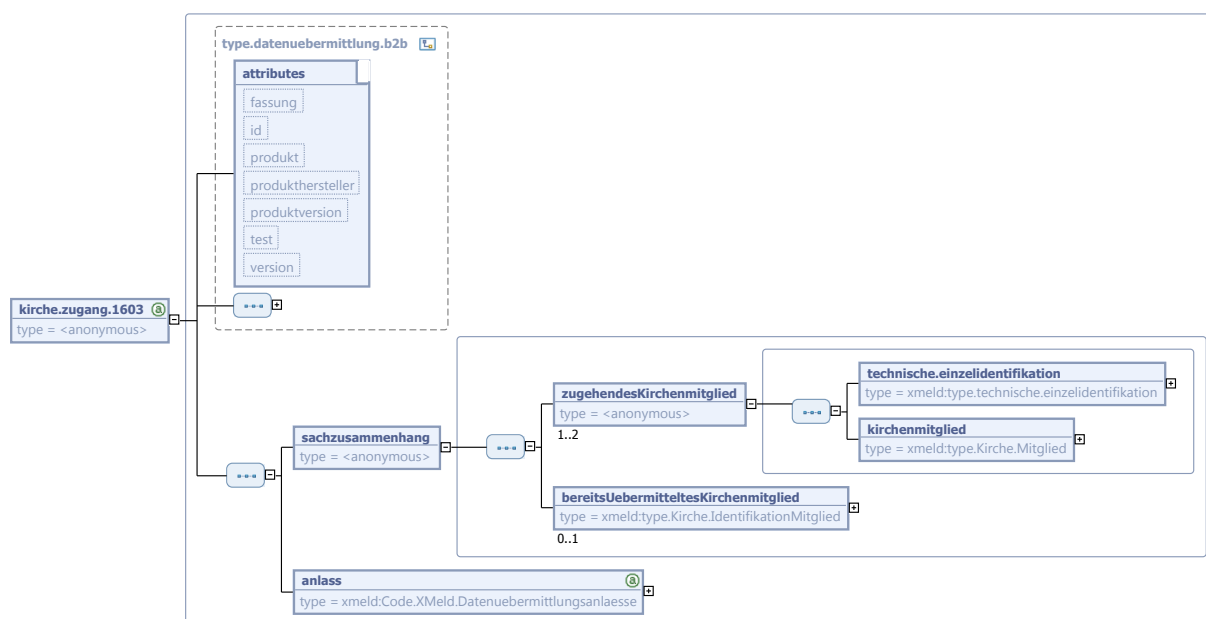 type.datenuebermittlung.b2b
attributes
fassung
id
produkt
produkthersteller
produktversion
test
version
kirche.zugang.1603 a
type = <anonymous>
sachzusammenhang
type = <anonymous>
zugehendesKirchenmitglied
type = <anonymous>
1..2
technische.einzelidentifikation
type = xmeld:type.technische.einzelidentifikation
kirchenmitglied
type = xmeld:type.Kirche.Mitglied
bereitsUebermitteltesKirchenmitglied
type = xmeld:type.Kirche.IdentifikationMitglied
0..1
anlass a
type = xmeld:Code.XMeld.Datenuebermittlungsanlaesse